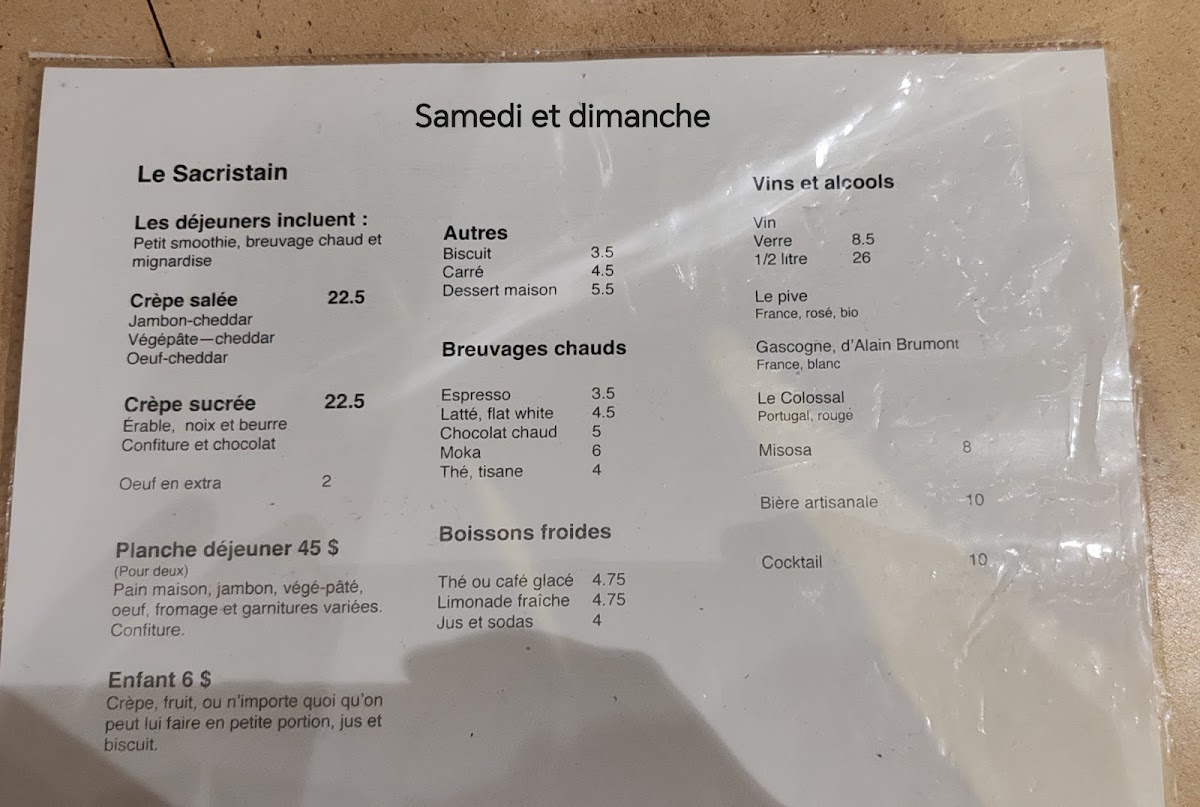 Samedi et dimanche
Le Sacristain
Les déjeuners incluent :
Petit smoothie, breuvage chaud et
mignardise
Crèpe salée 22.5
Jambon-cheddar
Végépâte—cheddar
Oeuf-cheddar
Crèpe sucrée 22.5
Érable, noix et beurre
Confiture et chocolat
Oeuf en extra 2
Planche déjeuner 45 $
(Pour deux)
Pain maison, jambon, végé-pâté,
oeuf, fromage et garnitures variées.
Confiture.
Enfant 6 $
Crèpe, fruit, ou n'importe quoi qu'on
peut lui faire en petite portion, jus et
biscuit.
Autres
Biscuit 3.5
Carré 4.5
Dessert maison 5.5
Breuvages chauds
Espresso 3.5
Latté, flat white 4.5
Chocolat chaud 5
Moka 6
Thé, tisane 4
Boissons froides
Thé ou café glacé 4.75
Limonade fraîche 4.75
Jus et sodas 4
Vins et alcools
Vin
Verre 8.5
1/2 litre 26
Le pive
France, rosé, bio
Gascogne, d'Alain Brumont
France, blanc
Le Colossal
Portugal, rouge
Misosa 8
Bière artisanale 10
Cocktail 10